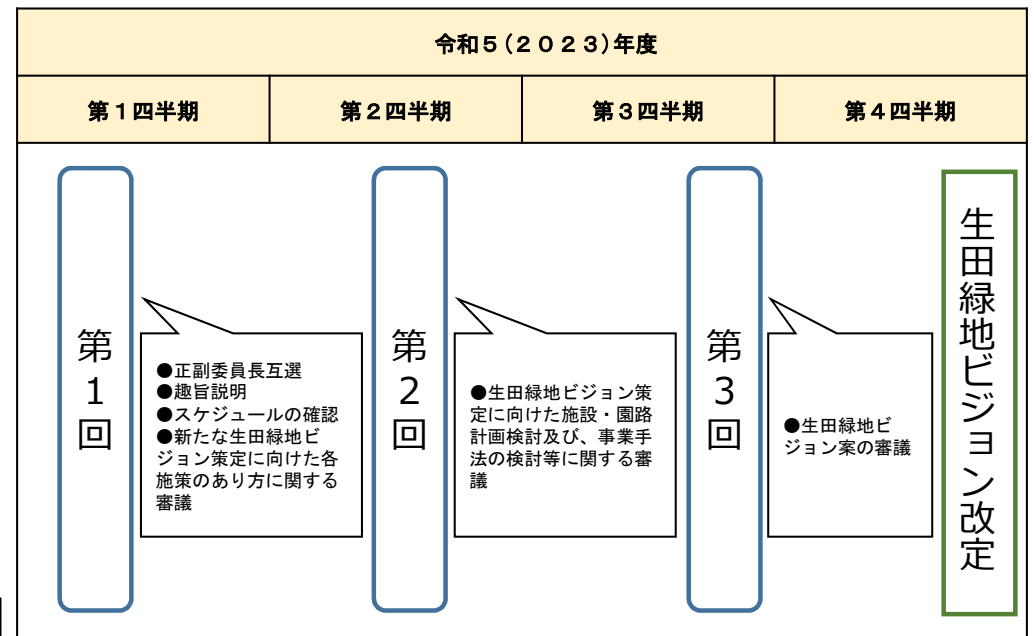 令和５（２０２３）年度
第１四半期
第２四半期
第３四半期
第４四半期
第１回
●正副委員長互選
●趣旨説明
●スケジュールの確認
●新たな生田緑地ビ
ジョン策定に向けた各
施策のあり方に関する
審議
第２回
●生田緑地ビジョン策
定に向けた施設・園路
計画検討及び、事業手
法の検討等に関する審
議
第３回
●生田緑地ビ
ジョン案の審議
生田緑地ビジョン改定